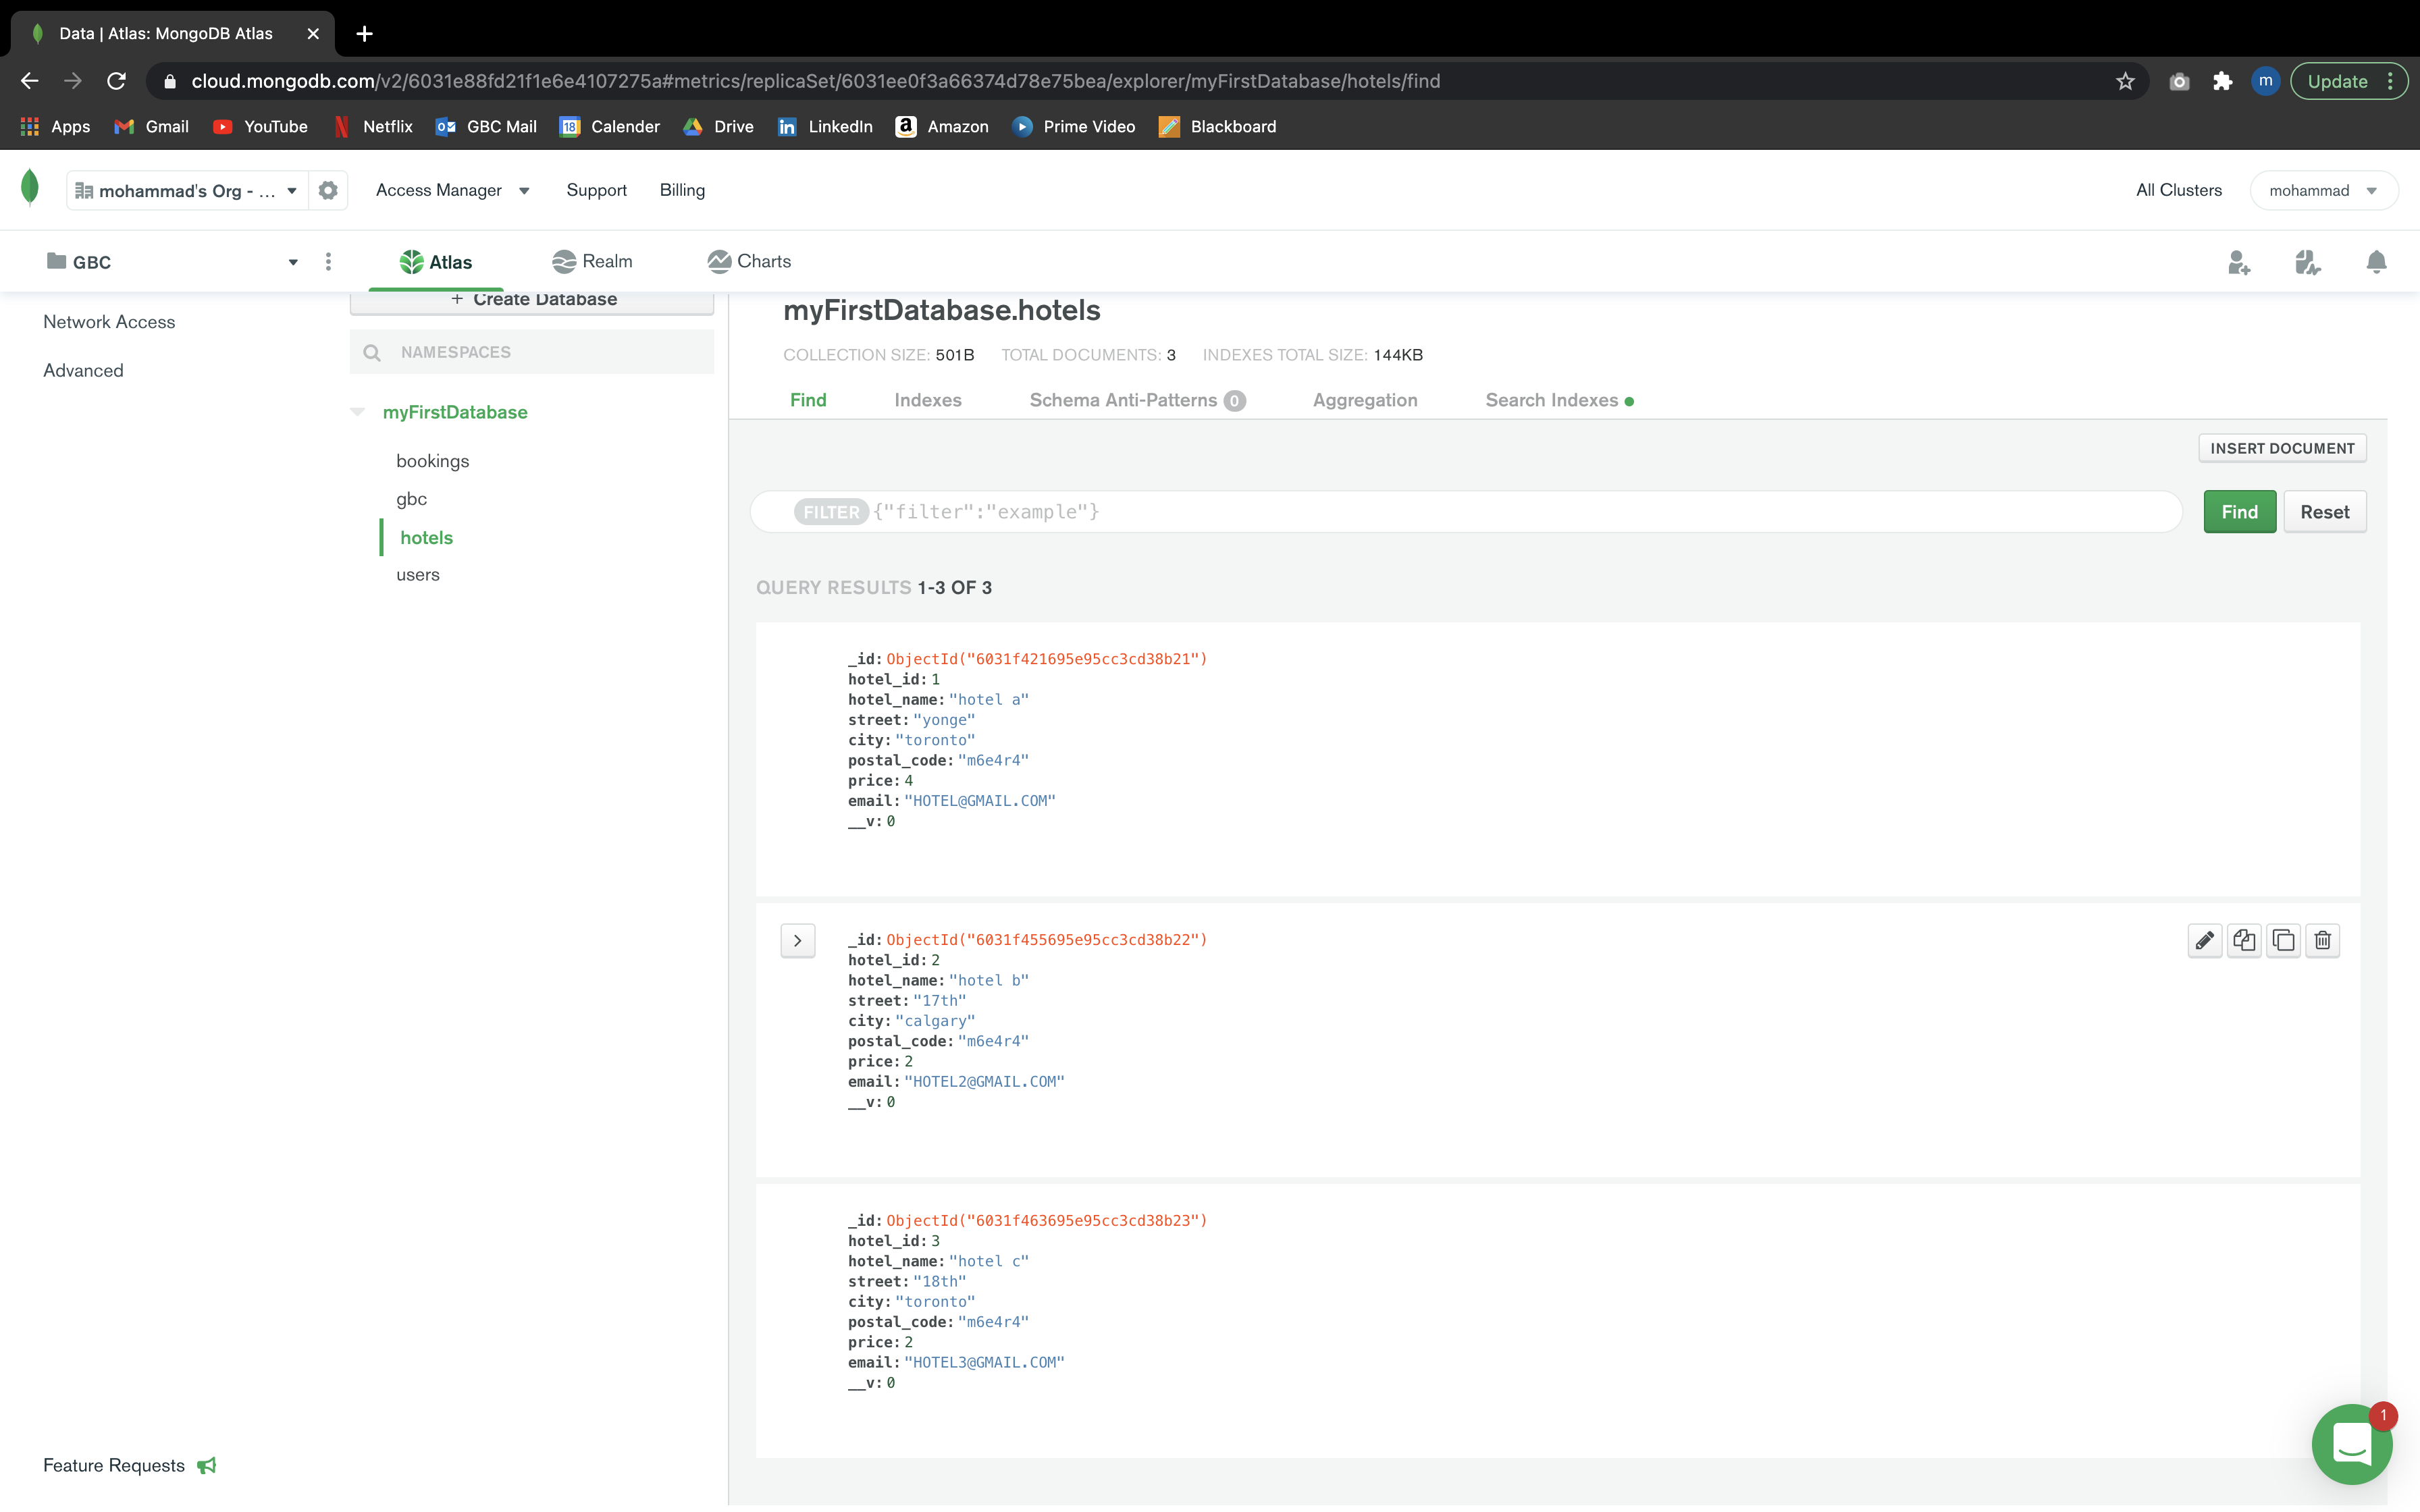 Data | Atlas: MongoDB Atlas
cloud.mongodb.com/v2/6031e88fd21f1e6e4107275a#metrics/replicaSet/6031ee0f3a66374d78e75bea/explorer/myFirstDatabase/hotels/find
m
Update
Apps
Gmail
YouTube
Netflix
GBC Mail
18
Calender
Drive
LinkedIn
Amazon
Prime Video
Blackboard
mohammad's Org - ...
Access Manager
Support
Billing
All Clusters
mohammad
GBC
Atlas
Realm
Charts
Network Access
Advanced
Feature Requests
+ Create Database
NAMESPACES
myFirstDatabase
bookings
gbc
hotels
users
myFirstDatabase.hotels
COLLECTION SIZE: 501B TOTAL DOCUMENTS: 3 INDEXES TOTAL SIZE: 144KB
Find
Indexes
Schema Anti-Patterns 0
Aggregation
Search Indexes
INSERT DOCUMENT
FILTER {"filter":"example"}
Find
Reset
QUERY RESULTS 1-3 OF 3
_id: ObjectId("6031f421695e95cc3cd38b21")
hotel_id: 1
hotel_name: "hotel a"
street: "yonge"
city: "toronto"
postal_code: "m6e4r4"
price: 4
email: "HOTEL@GMAIL.COM"
__v: 0
_id: ObjectId("6031f455695e95cc3cd38b22")
hotel_id: 2
hotel_name: "hotel b"
street: "17th"
city: "calgary"
postal_code: "m6e4r4"
price: 2
email: "HOTEL2@GMAIL.COM"
__v: 0
_id: ObjectId("6031f463695e95cc3cd38b23")
hotel_id: 3
hotel_name: "hotel c"
street: "18th"
city: "toronto"
postal_code: "m6e4r4"
price: 2
email: "HOTEL3@GMAIL.COM"
__v: 0
1